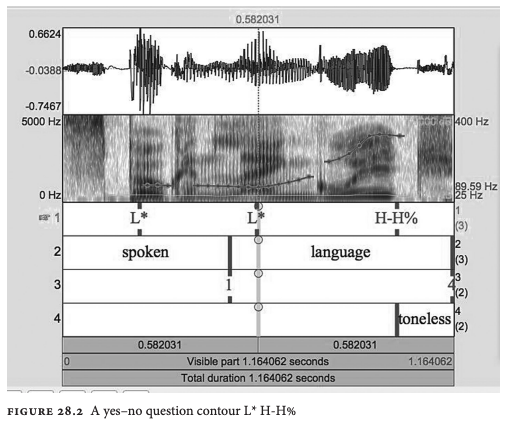 0.582031
0.6624
-0.0388
-0.7467
5000 Hz
400 Hz
89.59 Hz
0 Hz
25 Hz
1
L*
L*
H-H%
1
(3)
2
spoken
language
2
(3)
3
1
4
3
(2)
4
toneless
4
(2)
0.582031
0.582031
0
Visible part 1.164062 seconds
1.164062
Total duration 1.164062 seconds
FIGURE 28.2 A yes–no question contour L* H-H%